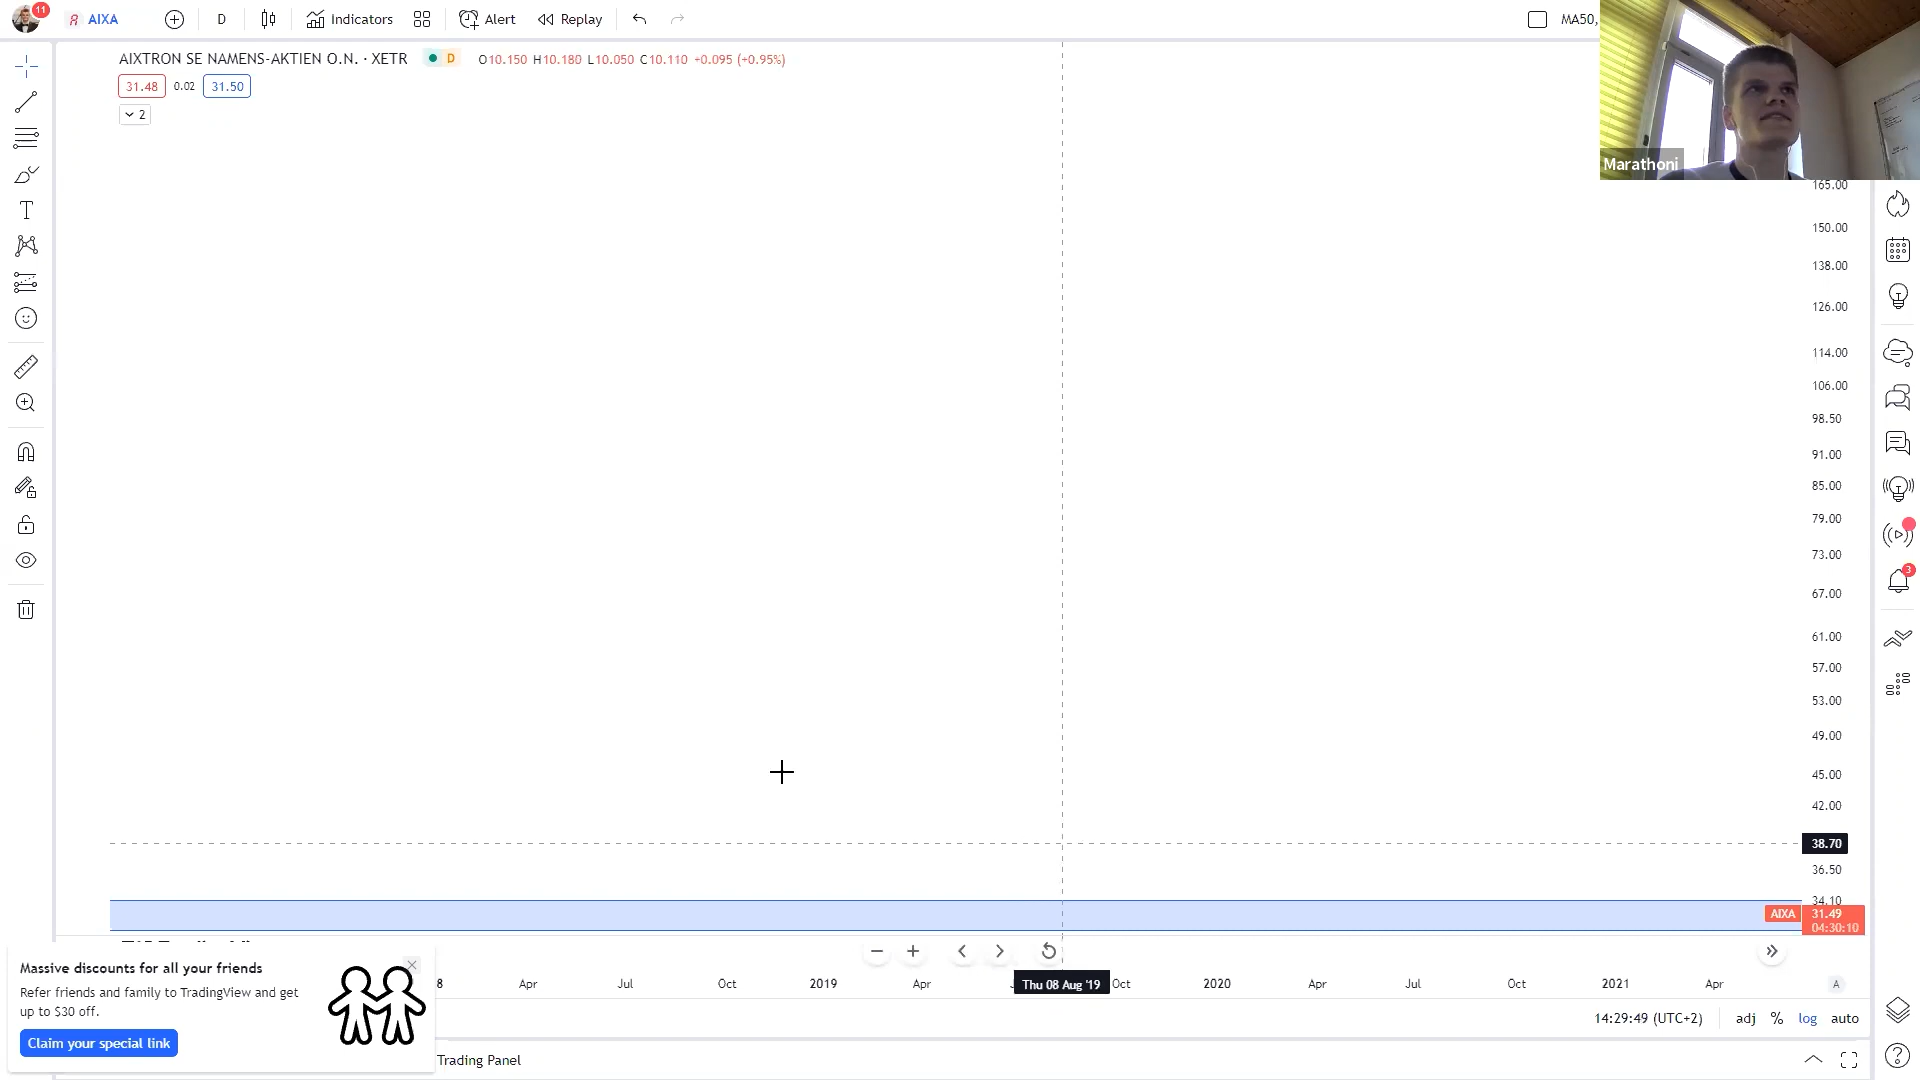 11
AIXA
D
Indicators
Alert
Replay
MA50,
AIXTRON SE NAMENS-AKTIEN O.N. · XETR
D
O10.150 H10.180 L10.050 C10.110 +0.095 (+0.95%)
31.48
0.02
31.50
2
Marathoni
165.00
150.00
138.00
126.00
114.00
106.00
98.50
91.00
85.00
79.00
73.00
67.00
61.00
57.00
53.00
49.00
45.00
42.00
38.70
36.50
34.10
AIXA
31.49
04:30:10
3
Massive discounts for all your friends
Refer friends and family to TradingView and get
up to $30 off.
Claim your special link
8
Apr
Jul
Oct
2019
Apr
Thu 08 Aug '19
Oct
2020
Apr
Jul
Oct
2021
Apr
A
14:29:49 (UTC+2)
adj
%
log
auto
Trading Panel